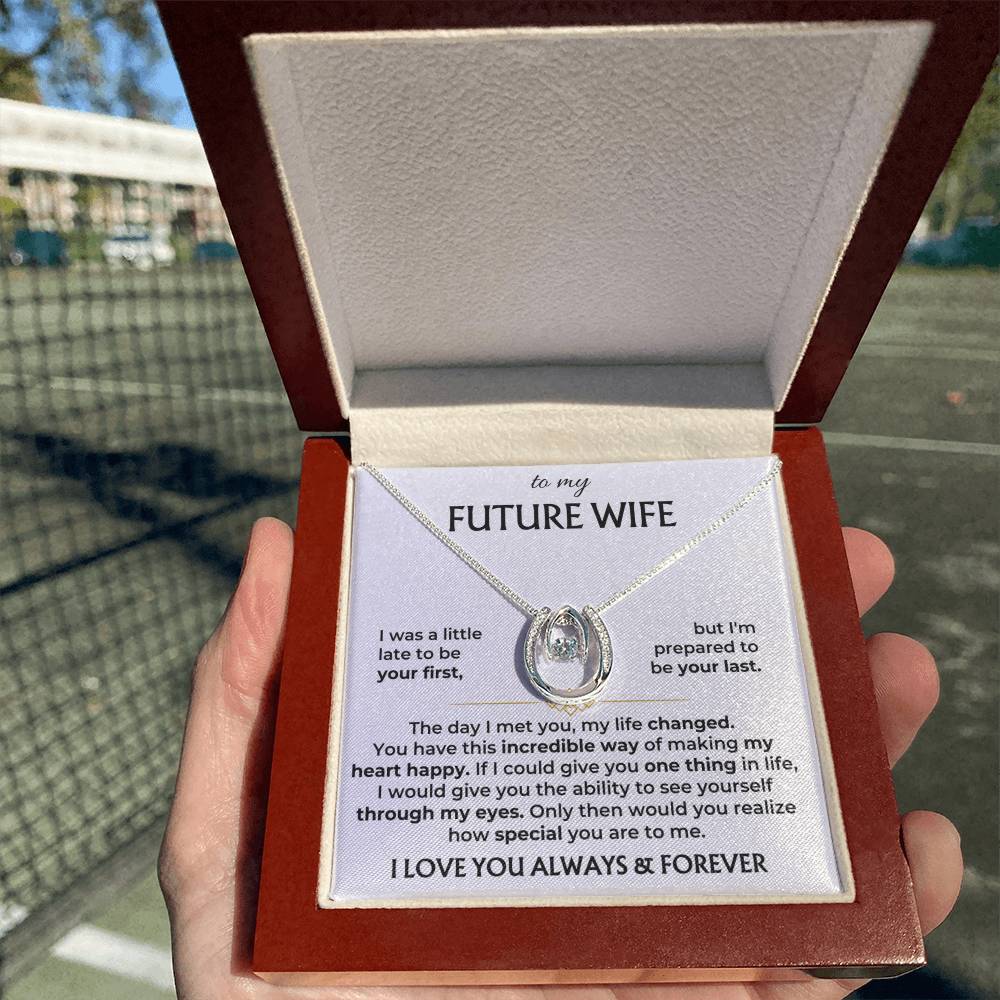 to my
FUTURE WIFE
I was a little
late to be
your first,
but I'm
prepared to
be your last.
The day I met you, my life changed.
You have this incredible way of making my
heart happy. If I could give you one thing in life,
I would give you the ability to see yourself
through my eyes. Only then would you realize
how special you are to me.
I LOVE YOU ALWAYS & FOREVER